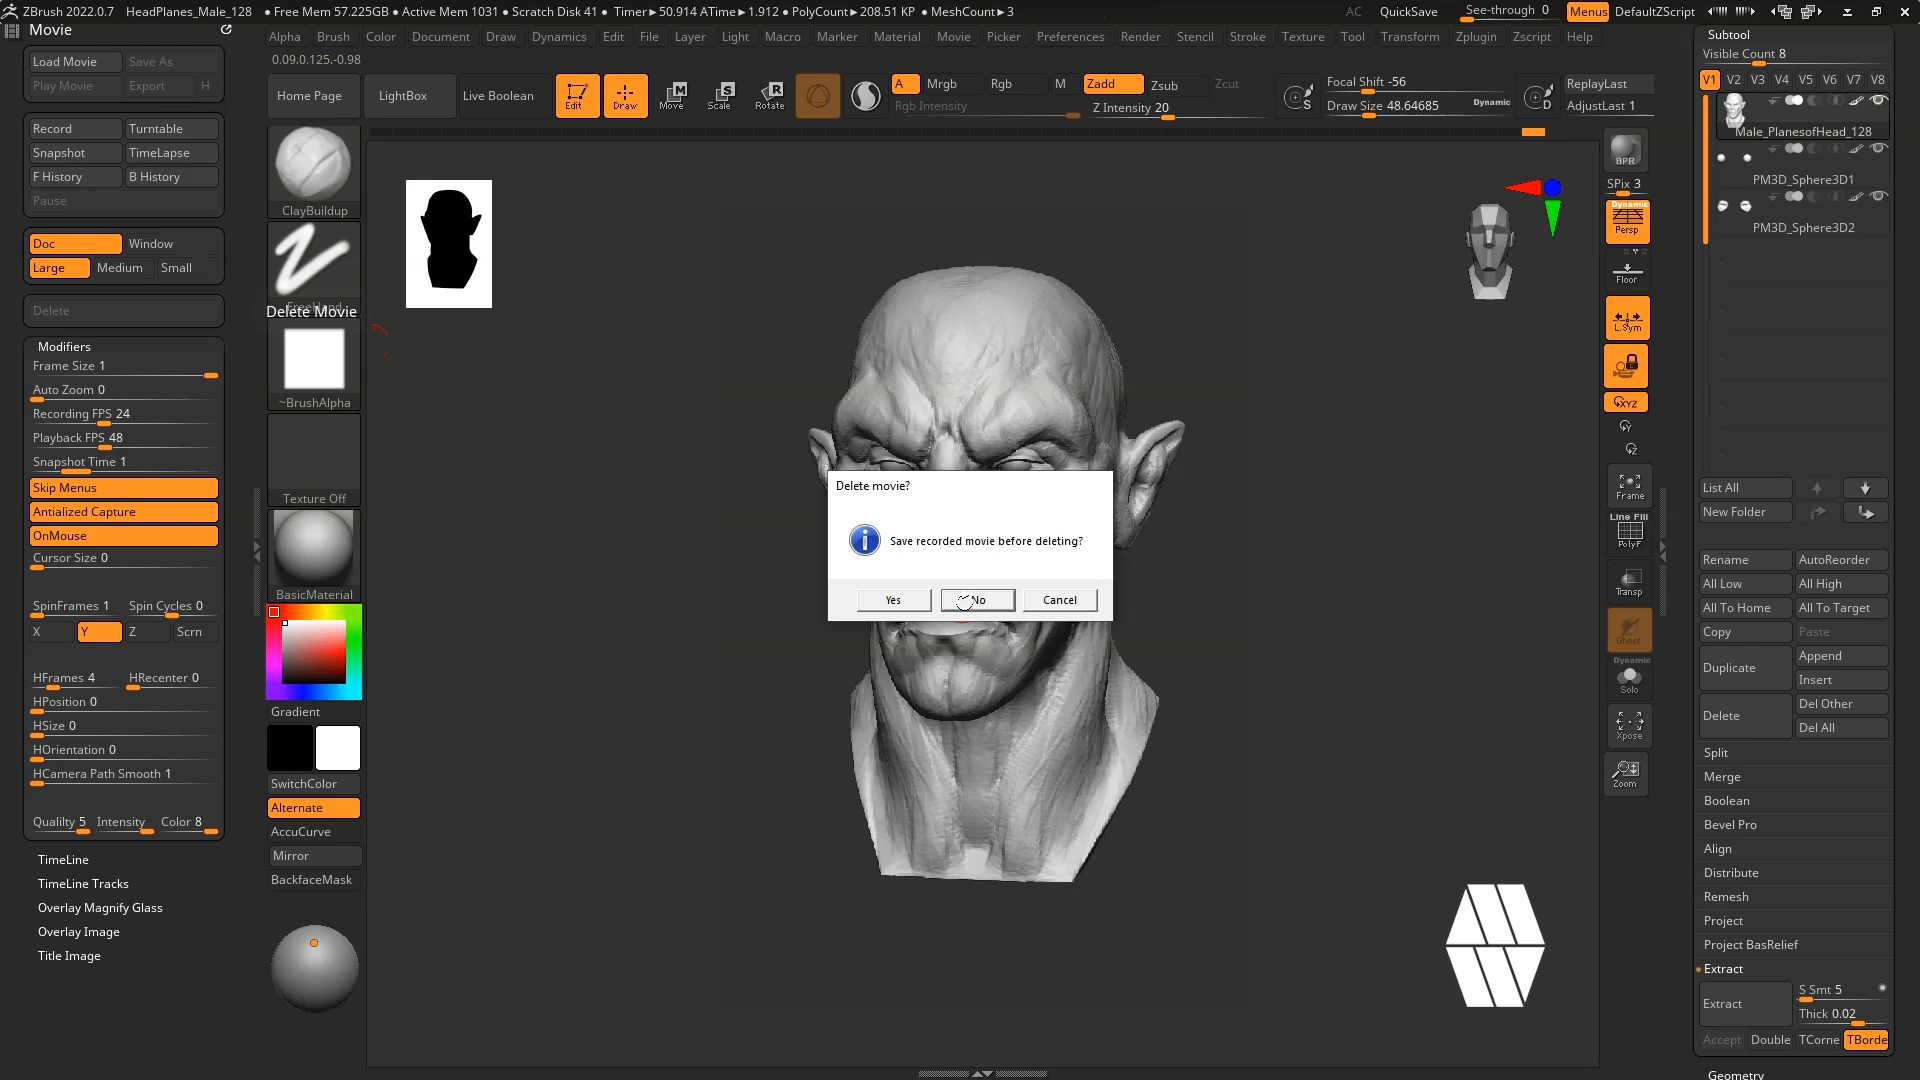 ZBrush 2022.0.7 HeadPlanes_Male_128 • Free Mem 57.225GB • Active Mem 1031 • Scratch Disk 41 • Timer▸50.914 ATime▸1.912 • PolyCount▸208.51 KP • MeshCount▸3 AC QuickSave See-through 0 Menus DefaultZScript
Movie
Alpha Brush Color Document Draw Dynamics Edit File Layer Light Macro Marker Material Movie Picker Preferences Render Stencil Stroke Texture Tool Transform Zplugin Zscript Help
0.09.0.125.-0.98
Load Movie Save As
Play Movie Export H
Record Turntable
Snapshot TimeLapse
F History B History
Pause
Doc Window
Large Medium Small
Delete
Modifiers
Frame Size 1
Auto Zoom 0
Recording FPS 24
Playback FPS 48
Snapshot Time 1
Skip Menus
Antialized Capture
OnMouse
Cursor Size 0
SpinFrames 1 Spin Cycles 0
X Y Z Scrn
HFrames 4 HRecenter 0
HPosition 0
HSize 0
HOrientation 0
HCamera Path Smooth 1
Qualilty 5 Intensity Color 8
TimeLine
TimeLine Tracks
Overlay Magnify Glass
Overlay Image
Title Image
Home Page LightBox Live Boolean Edit Draw Move Scale Rotate
A Mrgb Rgb M Zadd Zsub Zcut
Rgb Intensity Z Intensity 20
S Focal Shift -56
Draw Size 48.64685 Dynamic D
ReplayLast
AdjustLast 1
ClayBuildup
FreeHand
Delete Movie
~BrushAlpha
Texture Off
BasicMaterial
Gradient
SwitchColor
Alternate
AccuCurve
Mirror
BackfaceMask
Delete movie?
Save recorded movie before deleting?
Yes No Cancel
BPR
SPix 3
Dynamic
Persp
Floor
L.Sym
XYZ
Y
Z
Frame
Line Fill
PolyF
Transp
Ghost
Dynamic
Solo
Xpose
Zoom
Subtool
Visible Count 8
V1 V2 V3 V4 V5 V6 V7 V8
Male_PlanesofHead_128
PM3D_Sphere3D1
PM3D_Sphere3D2
List All
New Folder
Rename AutoReorder
All Low All High
All To Home All To Target
Copy Paste
Duplicate Append
Insert
Delete Del Other
Del All
Split
Merge
Boolean
Bevel Pro
Align
Distribute
Remesh
Project
Project BasRelief
Extract
Extract S Smt 5
Thick 0.02
Accept Double TCorne TBorde
Geometry